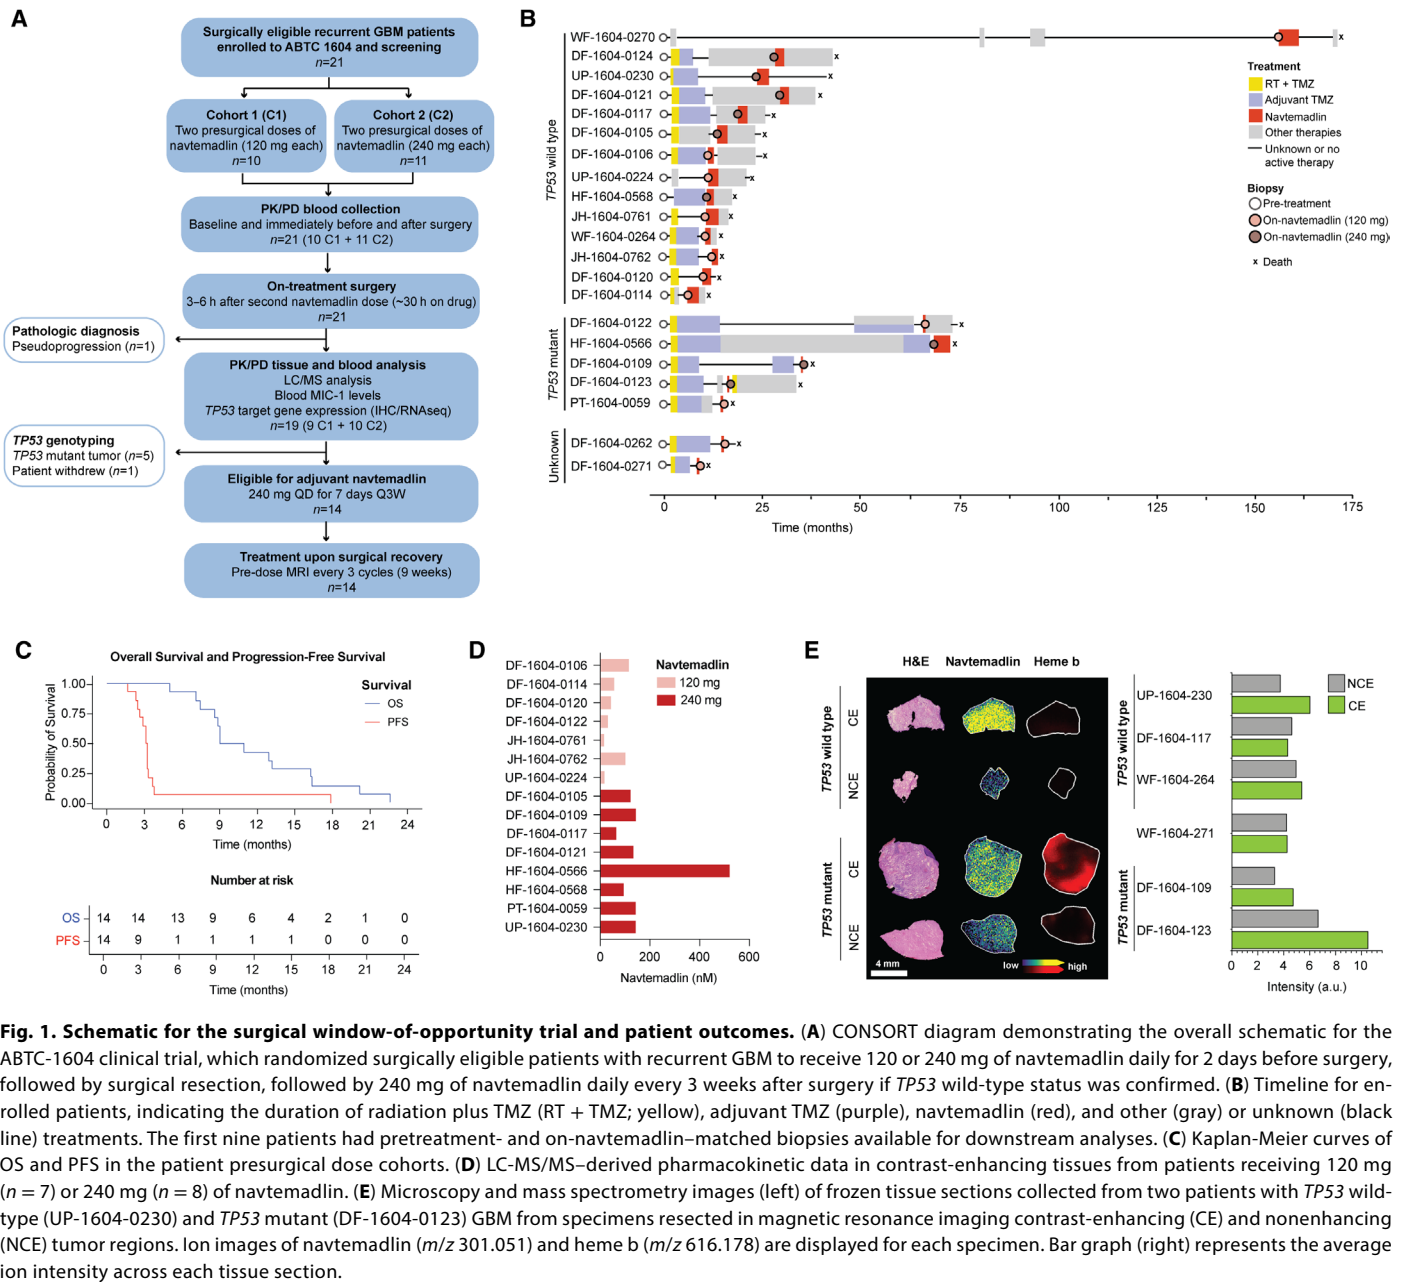 A
Surgically eligible recurrent GBM patients
enrolled to ABTC 1604 and screening
n=21
Cohort 1 (C1)
Two presurgical doses of
navtemadlin (120 mg each)
n=10
Cohort 2 (C2)
Two presurgical doses of
navtemadlin (240 mg each)
n=11
PK/PD blood collection
Baseline and immediately before and after surgery
n=21 (10 C1 + 11 C2)
On-treatment surgery
3–6 h after second navtemadlin dose (~30 h on drug)
n=21
Pathologic diagnosis
Pseudoprogression (n=1)
PK/PD tissue and blood analysis
LC/MS analysis
Blood MIC-1 levels
TP53 target gene expression (IHC/RNAseq)
n=19 (9 C1 + 10 C2)
TP53 genotyping
TP53 mutant tumor (n=5)
Patient withdrew (n=1)
Eligible for adjuvant navtemadlin
240 mg QD for 7 days Q3W
n=14
Treatment upon surgical recovery
Pre-dose MRI every 3 cycles (9 weeks)
n=14
B
TP53 wild type
WF-1604-0270
DF-1604-0124
UP-1604-0230
DF-1604-0121
DF-1604-0117
DF-1604-0105
DF-1604-0106
UP-1604-0224
HF-1604-0568
JH-1604-0761
WF-1604-0264
JH-1604-0762
DF-1604-0120
DF-1604-0114
TP53 mutant
DF-1604-0122
HF-1604-0566
DF-1604-0109
DF-1604-0123
PT-1604-0059
Unknown
DF-1604-0262
DF-1604-0271
0 25 50 75 100 125 150 175
Time (months)
Treatment
RT + TMZ
Adjuvant TMZ
Navtemadlin
Other therapies
Unknown or no
active therapy
Biopsy
Pre-treatment
On-navtemadlin (120 mg)
On-navtemadlin (240 mg)
x Death
C
Overall Survival and Progression-Free Survival
Probability of Survival
1.00
0.75
0.50
0.25
0.00
Survival
OS
PFS
0 3 6 9 12 15 18 21 24
Time (months)
Number at risk
OS 14 14 13 9 6 4 2 1 0
PFS 14 9 1 1 1 1 0 0 0
0 3 6 9 12 15 18 21 24
Time (months)
D
DF-1604-0106
DF-1604-0114
DF-1604-0120
DF-1604-0122
JH-1604-0761
JH-1604-0762
UP-1604-0224
DF-1604-0105
DF-1604-0109
DF-1604-0117
DF-1604-0121
HF-1604-0566
HF-1604-0568
PT-1604-0059
UP-1604-0230
Navtemadlin
120 mg
240 mg
0 200 400 600
Navtemadlin (nM)
E
H&E Navtemadlin Heme b
TP53 wild type
CE
NCE
TP53 mutant
CE
NCE
4 mm
low high
TP53 wild type
UP-1604-230
DF-1604-117
WF-1604-264
WF-1604-271
TP53 mutant
DF-1604-109
DF-1604-123
NCE
CE
0 2 4 6 8 10
Intensity (a.u.)
Fig. 1. Schematic for the surgical window-of-opportunity trial and patient outcomes. (A) CONSORT diagram demonstrating the overall schematic for the
ABTC-1604 clinical trial, which randomized surgically eligible patients with recurrent GBM to receive 120 or 240 mg of navtemadlin daily for 2 days before surgery,
followed by surgical resection, followed by 240 mg of navtemadlin daily every 3 weeks after surgery if TP53 wild-type status was confirmed. (B) Timeline for en-
rolled patients, indicating the duration of radiation plus TMZ (RT + TMZ; yellow), adjuvant TMZ (purple), navtemadlin (red), and other (gray) or unknown (black
line) treatments. The first nine patients had pretreatment- and on-navtemadlin–matched biopsies available for downstream analyses. (C) Kaplan-Meier curves of
OS and PFS in the patient presurgical dose cohorts. (D) LC-MS/MS–derived pharmacokinetic data in contrast-enhancing tissues from patients receiving 120 mg
(n = 7) or 240 mg (n = 8) of navtemadlin. (E) Microscopy and mass spectrometry images (left) of frozen tissue sections collected from two patients with TP53 wild-
type (UP-1604-0230) and TP53 mutant (DF-1604-0123) GBM from specimens resected in magnetic resonance imaging contrast-enhancing (CE) and nonenhancing
(NCE) tumor regions. Ion images of navtemadlin (m/z 301.051) and heme b (m/z 616.178) are displayed for each specimen. Bar graph (right) represents the average
ion intensity across each tissue section.